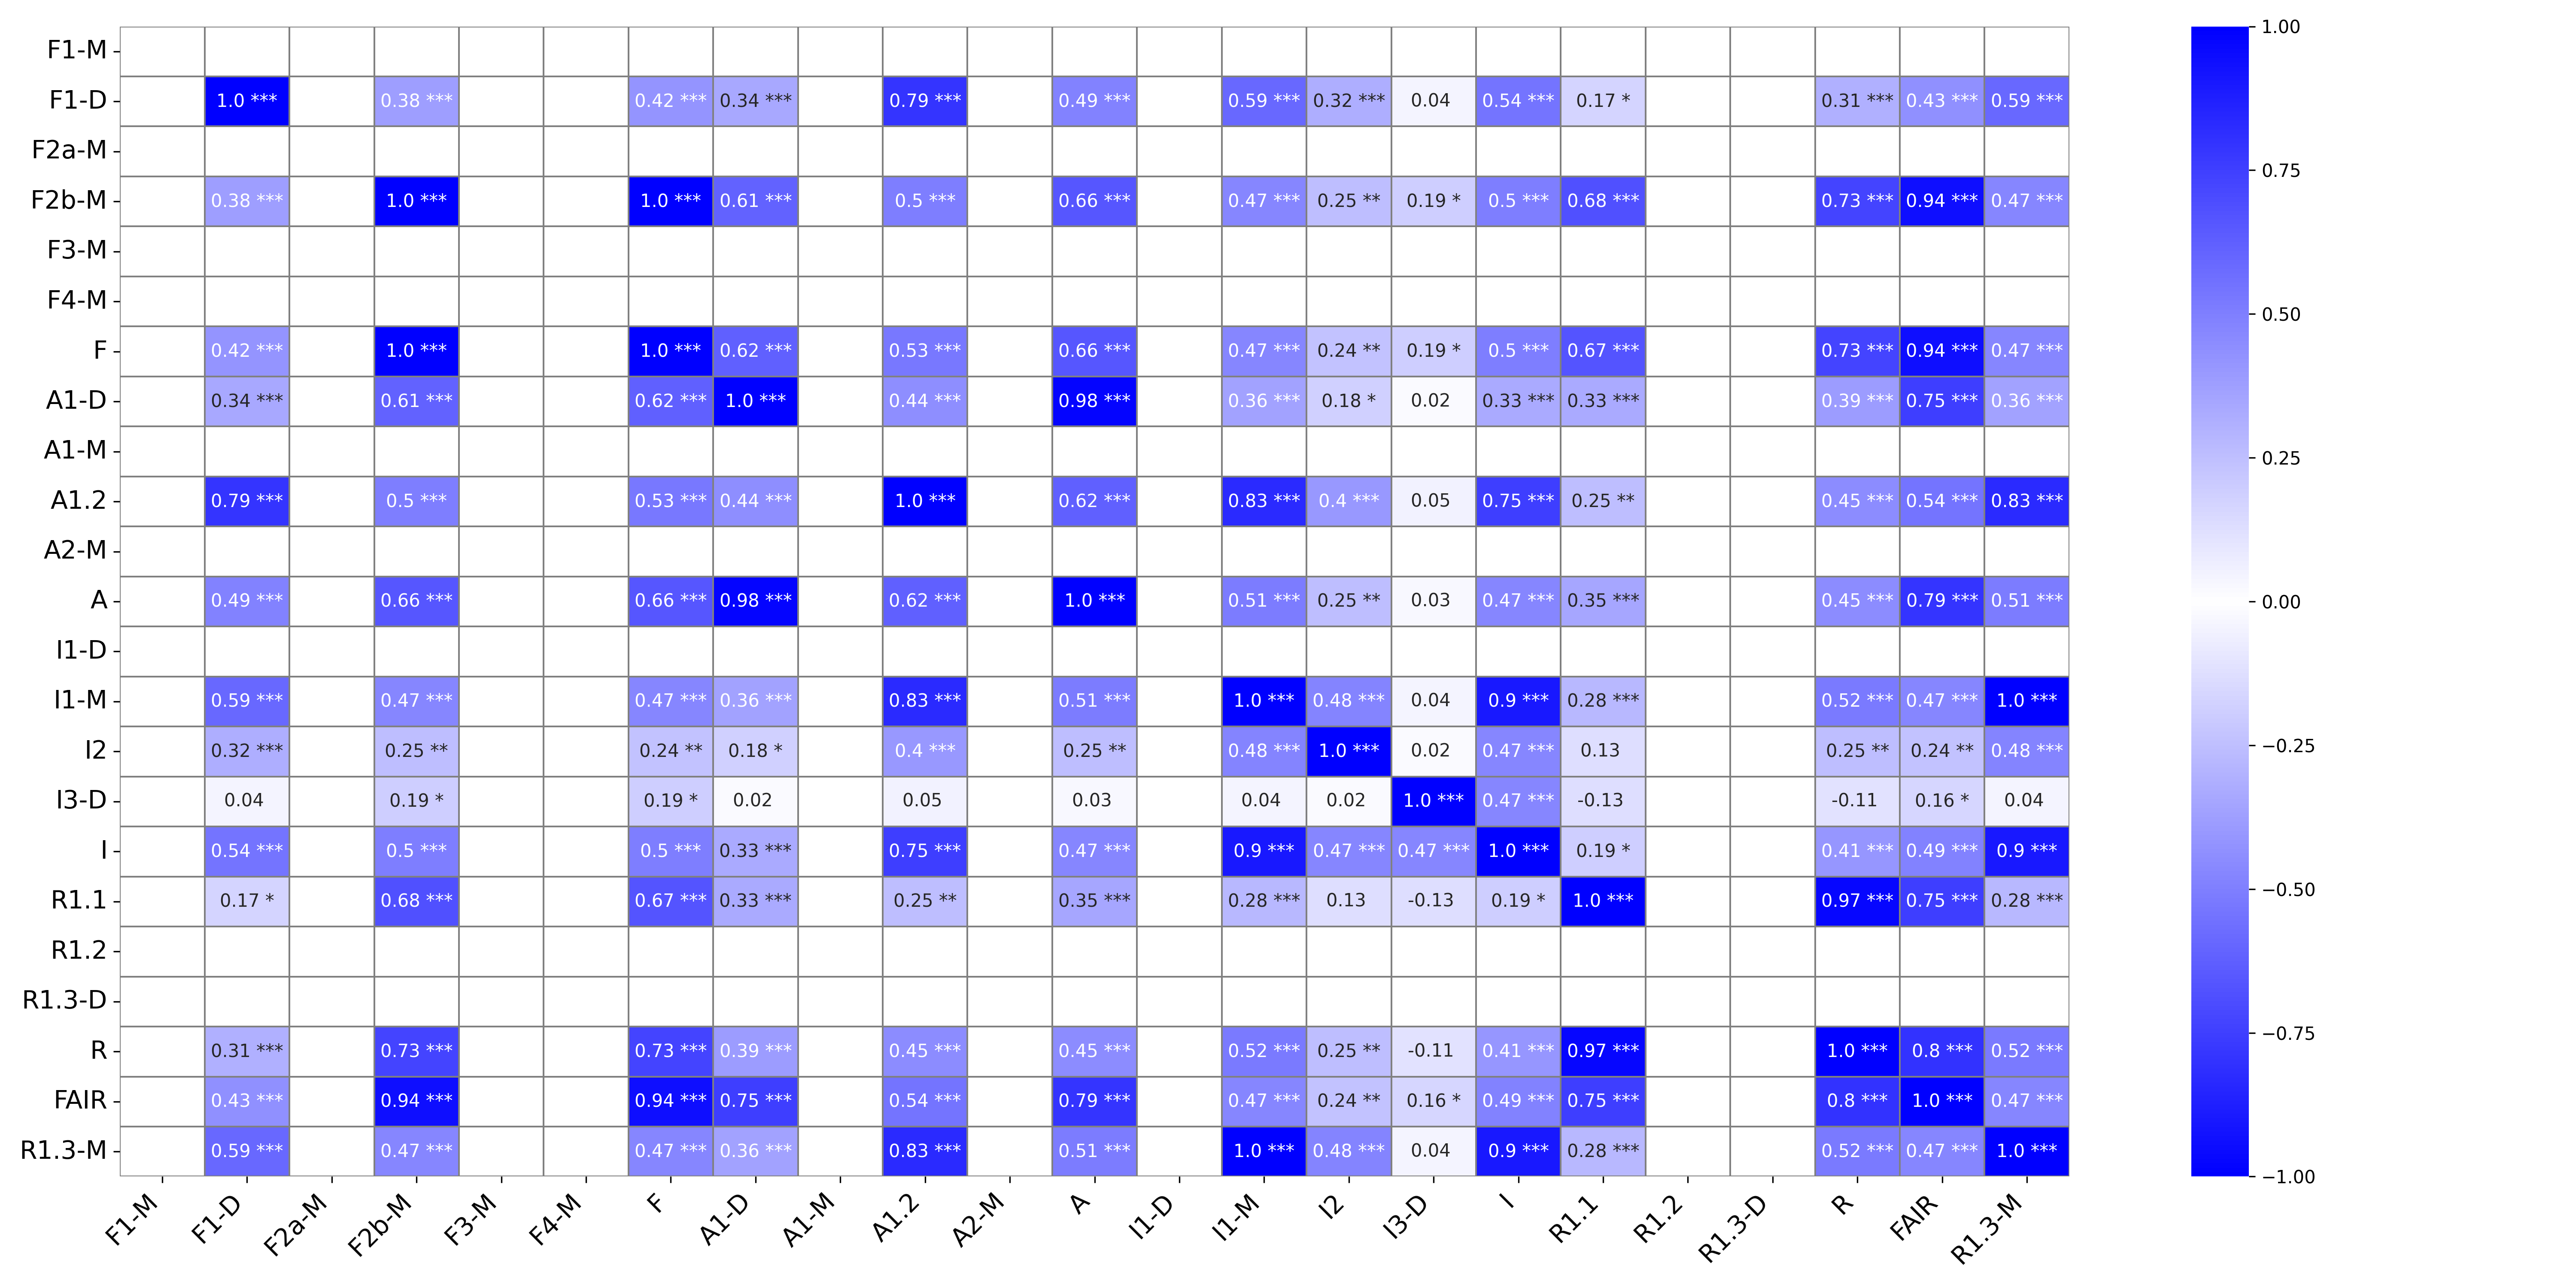 F1-M
F1-D 1.0 *** 0.38 *** 0.42 *** 0.34 *** 0.79 *** 0.49 *** 0.59 *** 0.32 *** 0.04 0.54 *** 0.17 * 0.31 *** 0.43 *** 0.59 ***
F2a-M
F2b-M 0.38 *** 1.0 *** 1.0 *** 0.61 *** 0.5 *** 0.66 *** 0.47 *** 0.25 ** 0.19 * 0.5 *** 0.68 *** 0.73 *** 0.94 *** 0.47 ***
F3-M
F4-M
F 0.42 *** 1.0 *** 1.0 *** 0.62 *** 0.53 *** 0.66 *** 0.47 *** 0.24 ** 0.19 * 0.5 *** 0.67 *** 0.73 *** 0.94 *** 0.47 ***
A1-D 0.34 *** 0.61 *** 0.62 *** 1.0 *** 0.44 *** 0.98 *** 0.36 *** 0.18 * 0.02 0.33 *** 0.33 *** 0.39 *** 0.75 *** 0.36 ***
A1-M
A1.2 0.79 *** 0.5 *** 0.53 *** 0.44 *** 1.0 *** 0.62 *** 0.83 *** 0.4 *** 0.05 0.75 *** 0.25 ** 0.45 *** 0.54 *** 0.83 ***
A2-M
A 0.49 *** 0.66 *** 0.66 *** 0.98 *** 0.62 *** 1.0 *** 0.51 *** 0.25 ** 0.03 0.47 *** 0.35 *** 0.45 *** 0.79 *** 0.51 ***
I1-D
I1-M 0.59 *** 0.47 *** 0.47 *** 0.36 *** 0.83 *** 0.51 *** 1.0 *** 0.48 *** 0.04 0.9 *** 0.28 *** 0.52 *** 0.47 *** 1.0 ***
I2 0.32 *** 0.25 ** 0.24 ** 0.18 * 0.4 *** 0.25 ** 0.48 *** 1.0 *** 0.02 0.47 *** 0.13 0.25 ** 0.24 ** 0.48 ***
I3-D 0.04 0.19 * 0.19 * 0.02 0.05 0.03 0.04 0.02 1.0 *** 0.47 *** -0.13 -0.11 0.16 * 0.04
I 0.54 *** 0.5 *** 0.5 *** 0.33 *** 0.75 *** 0.47 *** 0.9 *** 0.47 *** 0.47 *** 1.0 *** 0.19 * 0.41 *** 0.49 *** 0.9 ***
R1.1 0.17 * 0.68 *** 0.67 *** 0.33 *** 0.25 ** 0.35 *** 0.28 *** 0.13 -0.13 0.19 * 1.0 *** 0.97 *** 0.75 *** 0.28 ***
R1.2
R1.3-D
R 0.31 *** 0.73 *** 0.73 *** 0.39 *** 0.45 *** 0.45 *** 0.52 *** 0.25 ** -0.11 0.41 *** 0.97 *** 1.0 *** 0.8 *** 0.52 ***
FAIR 0.43 *** 0.94 *** 0.94 *** 0.75 *** 0.54 *** 0.79 *** 0.47 *** 0.24 ** 0.16 * 0.49 *** 0.75 *** 0.8 *** 1.0 *** 0.47 ***
R1.3-M 0.59 *** 0.47 *** 0.47 *** 0.36 *** 0.83 *** 0.51 *** 1.0 *** 0.48 *** 0.04 0.9 *** 0.28 *** 0.52 *** 0.47 *** 1.0 ***
F1-M F1-D F2a-M F2b-M F3-M F4-M F A1-D A1-M A1.2 A2-M A I1-D I1-M I2 I3-D I R1.1 R1.2 R1.3-D R FAIR R1.3-M
1.00
0.75
0.50
0.25
0.00
−0.25
−0.50
−0.75
−1.00